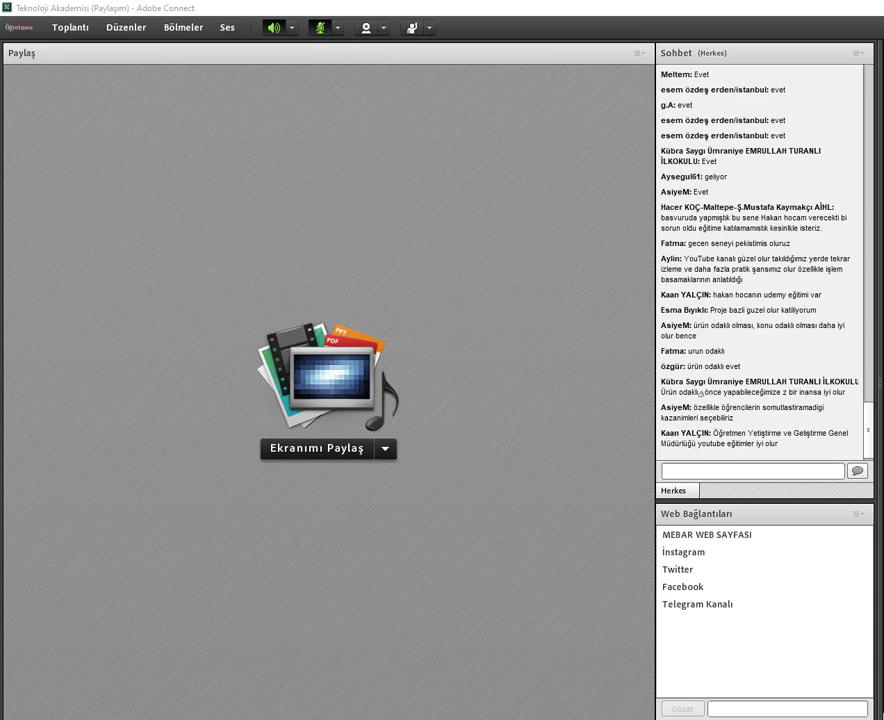 Teknoloji Akademisi (Paylaşım) - Adobe Connect
Öğretmen
Toplantı Düzenler Bölmeler Ses
Paylaş
PPT
PDF
Ekranımı Paylaş
Sohbet (Herkes)
Meltem: Evet
esem özdeş erden/istanbul: evet
g.A: evet
esem özdeş erden/istanbul: evet
esem özdeş erden/istanbul: evet
Kübra Saygı Ümraniye EMRULLAH TURANLI
İLKOKULU: Evet
Aysegul61: geliyor
AsiyeM: Evet
Hacer KOÇ-Maltepe-Ş.Mustafa Kaymakçı AİHL:
basvuruda yapmıştık bu sene Hakan hocam verecekti bi
sorun oldu eğitime katılamamıstık kesinlkle isteriz.
Fatma: gecen seneyi pekistimis oluruz
Aylin: YouTube kanalı güzel olur takıldığımız yerde tekrar
izleme ve daha fazla pratik şansımız olur özellikle işlem
basamaklarının anlatıldığı
Kaan YALÇIN: hakan hocanın udemy eğitimi var
Esma Bıyıklı: Proje bazli guzel olur katiliyorum
AsiyeM: ürün odaklı olması, konu odaklı olması daha iyi
olur bence
Fatma: urun odaklı
özgür: ürün odaklı evet
Kübra Saygı Ümraniye EMRULLAH TURANLI İLKOKULU
Ürün odaklı önce yapabileceğimize z bir inansa iyi olur
AsiyeM: özellikle öğrencilerin somutlastiramadigi
kazanimleri seçebiliriz
Kaan YALÇIN: Öğretmen Yetiştirme ve Geliştirme Genel
Müdürlüğü youtube eğitimler iyi olur
Herkes
Web Bağlantıları
MEBAR WEB SAYFASI
İnstagram
Twitter
Facebook
Telegram Kanalı
Gözat